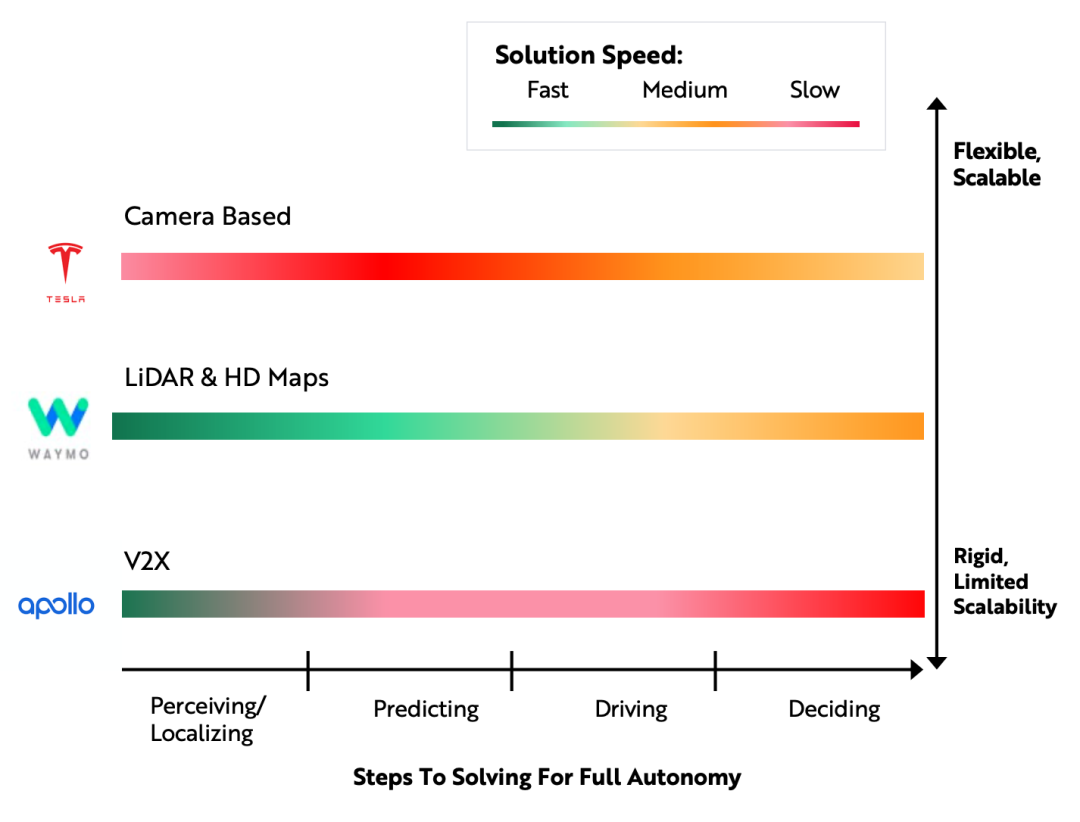 Solution Speed:
Fast Medium Slow
Flexible,
Scalable
Camera Based
TESLA
LiDAR & HD Maps
WAYMO
V2X
apollo
Rigid,
Limited
Scalability
Perceiving/
Localizing
Predicting
Driving
Deciding
Steps To Solving For Full Autonomy